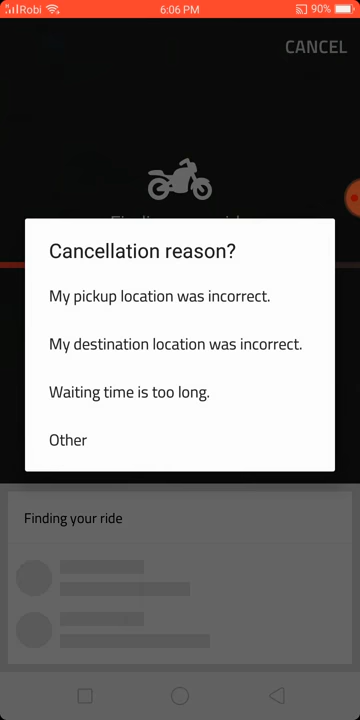 Robi
6:06 PM
90%
CANCEL
Cancellation reason?
My pickup location was incorrect.
My destination location was incorrect.
Waiting time is too long.
Other
Finding your ride